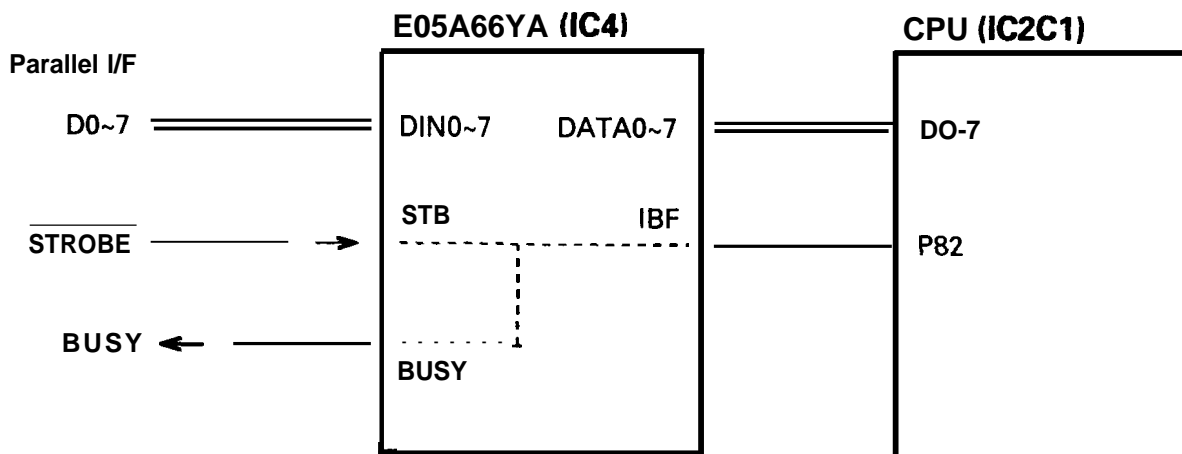 E05A66YA (IC4)
CPU (IC2C1)
Parallel I/F
D0~7
DIN0~7
DATA0~7
DO-7
STROBE
STB
IBF
P82
BUSY
BUSY